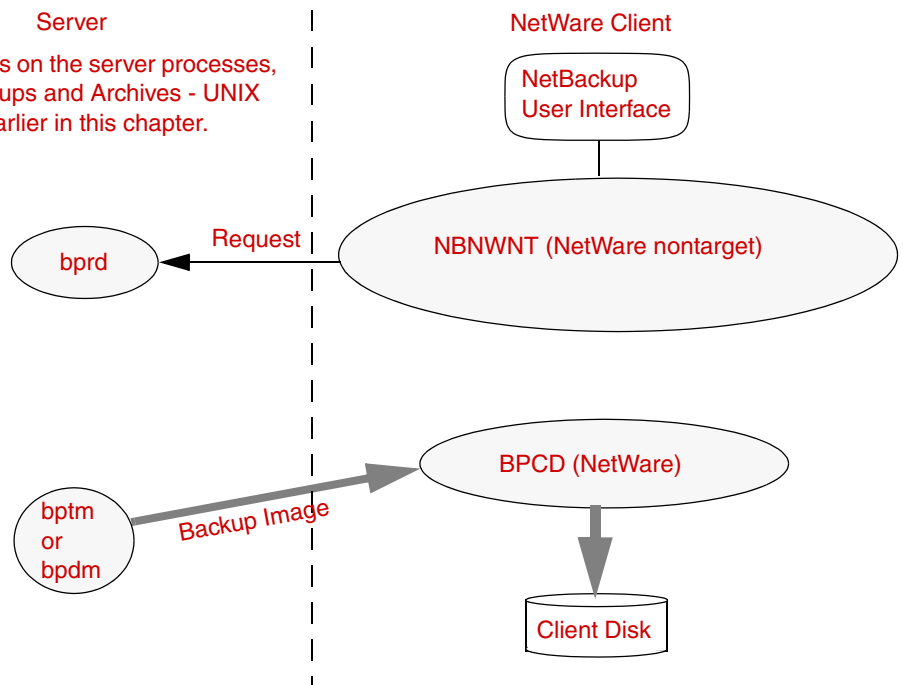 Server
s on the server processes,
ups and Archives - UNIX
arlier in this chapter.
NetWare Client
NetBackup
User Interface
Request
bprd
NBNWNT (NetWare nontarget)
BPCD (NetWare)
Backup Image
bptm
or
bpdm
Client Disk